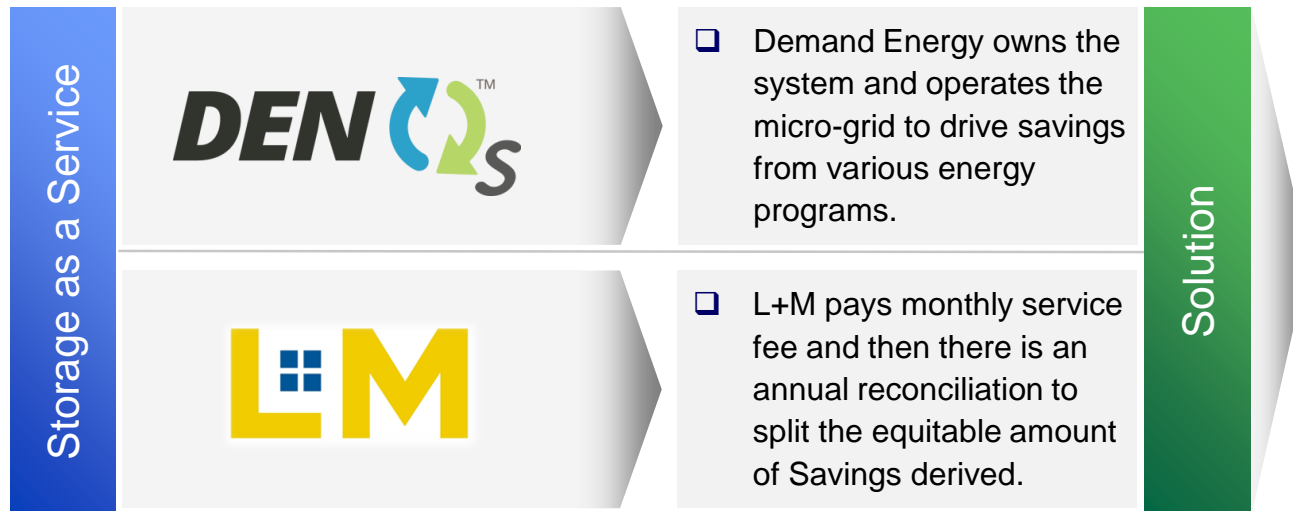 Storage as a Service
DEN S™
Demand Energy owns the
system and operates the
micro-grid to drive savings
from various energy
programs.
L+M
L+M pays monthly service
fee and then there is an
annual reconciliation to
split the equitable amount
of Savings derived.
Solution